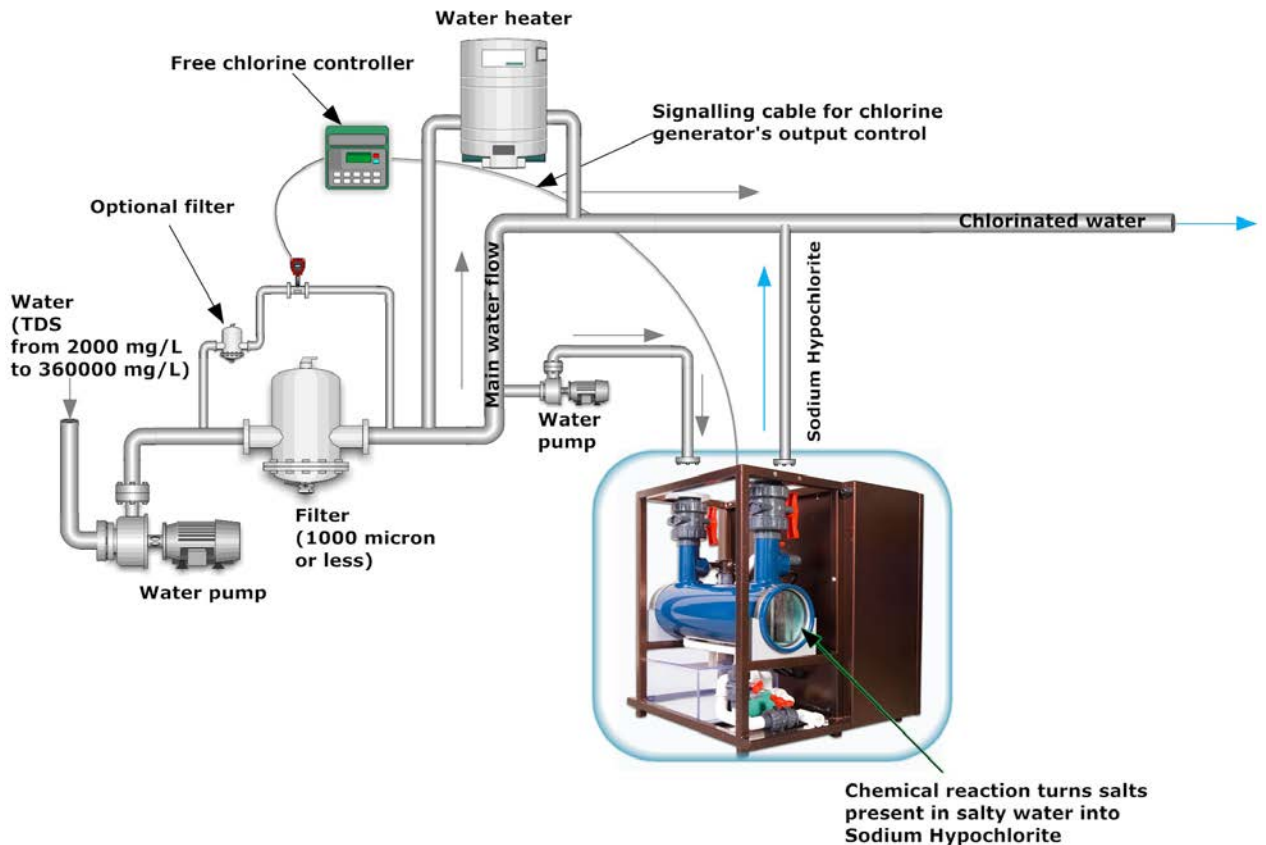 Water heater
Free chlorine controller
Signalling cable for chlorine
generator's output control
Optional filter
Chlorinated water
Water
(TDS
from 2000 mg/L
to 360000 mg/L)
Main water flow
Sodium Hypochlorite
Water
pump
Filter
(1000 micron
or less)
Water pump
Chemical reaction turns salts
present in salty water into
Sodium Hypochlorite